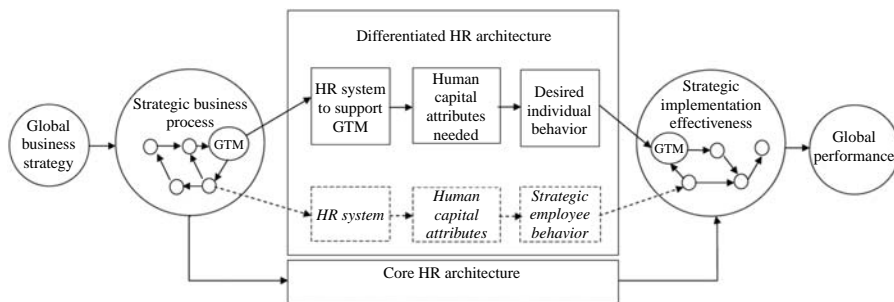 Differentiated HR architecture
Global
business
strategy
Strategic business
process
GTM
HR system
to support
GTM
Human
capital
attributes
needed
Desired
individual
behavior
Strategic
implementation
effectiveness
GTM
Global
performance
HR system
Human
capital
attributes
Strategic
employee
behavior
Core HR architecture